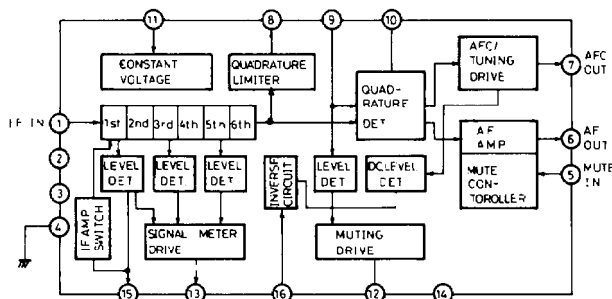 11
8
9
10
CONSTANT
VOLTAGE
QUADRATURE
LIMITER
AFC/
TUNING
DRIVE
7
AFC
OUT
QUAD-
RATURE
DET
IF IN
1
1st
2nd
3rd
4th
5th
6th
AF
AMP
6
AF
OUT
2
LEVEL
DET
LEVEL
DET.
LEVEL
DET
INVERSE
CIRCUIT
LEVEL
DET
DC LEVEL
DET
MUTE
CON-
TOROLLER
5
MUTE
IN
3
4
IF AMP
SWITCH
SIGNAL METER
DRIVE
MUTING
DRIVE
15
13
16
12
14